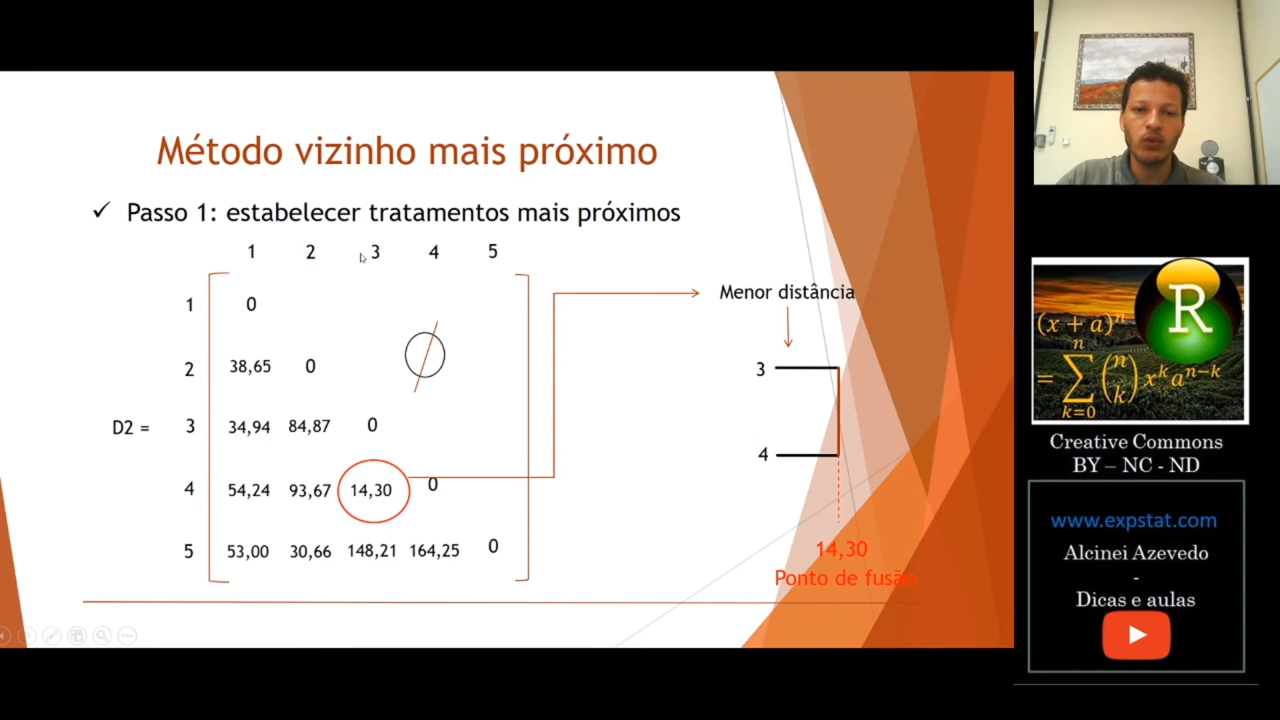 Método vizinho mais próximo
✓ Passo 1: estabelecer tratamentos mais próximos
1 2 3 4 5
1 0
2 38,65 0
D2 = 3 34,94 84,87 0
4 54,24 93,67 14,30 0
5 53,00 30,66 148,21 164,25 0
Menor distância
3
4
14,30
Ponto de fusão
(x + a)^n
= ∑ n k=0 (n k) x^k a^{n-k}
R
Creative Commons
BY – NC - ND
www.expstat.com
Alcinei Azevedo
-
Dicas e aulas